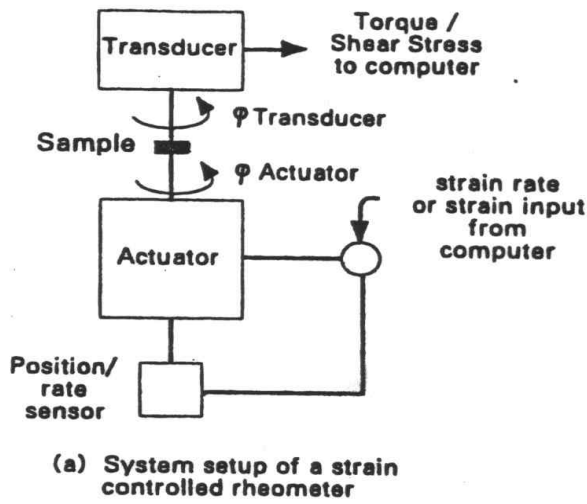 Transducer
Torque /
Shear Stress
to computer
φ Transducer
Sample
φ Actuator
strain rate
or strain input
from
computer
Actuator
Position/
rate
sensor
(a) System setup of a strain
controlled rheometer